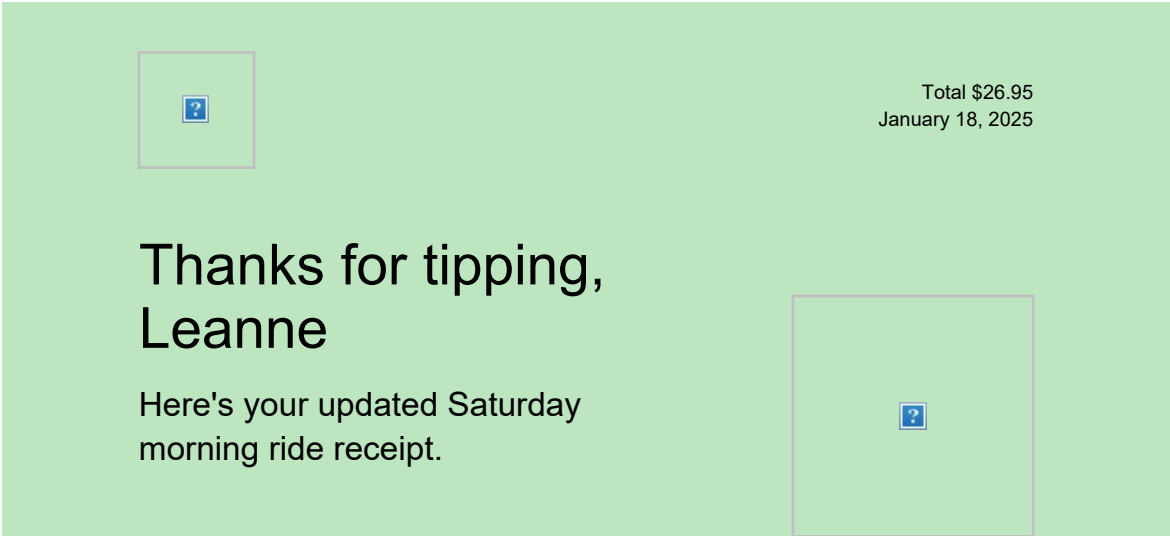 Total $26.95
January 18, 2025
Thanks for tipping,
Leanne
Here's your updated Saturday
morning ride receipt.